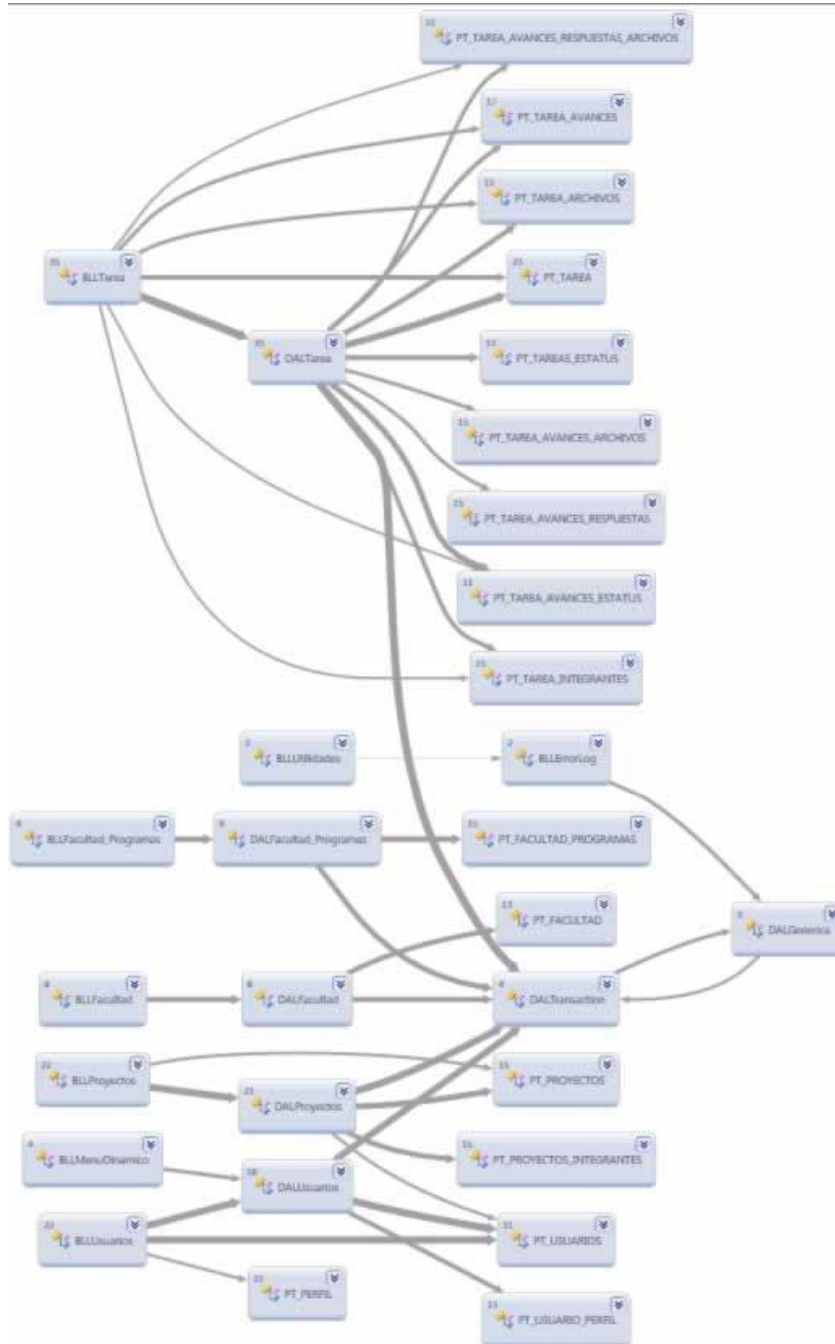 PT_TAREA_AVANCES_RESPUESTAS_ARCHIVOS
PT_TAREA_AVANCES
PT_TAREA_ARCHIVOS
BLLTarea
PT_TAREA
DALTarea
PT_TAREAS_ESTATUS
PT_TAREA_AVANCES_ARCHIVOS
PT_TAREA_AVANCES_RESPUESTAS
PT_TAREA_AVANCES_ESTATUS
PT_TAREA_INTEGRANTES
BLLUtilidades
BLLErrorLog
BLLFacultad_Programas
DALFacultad_Programas
PT_FACULTAD_PROGRAMAS
PT_FACULTAD
DALGenerica
BLLFacultad
DALFacultad
DALTransaction
BLLProyectos
PT_PROYECTOS
DALProyectos
BLLMenuDinamico
PT_PROYECTOS_INTEGRANTES
DALUsuarios
BLLUsuarios
PT_USUARIOS
PT_PERFIL
PT_USUARIO_PERFIL